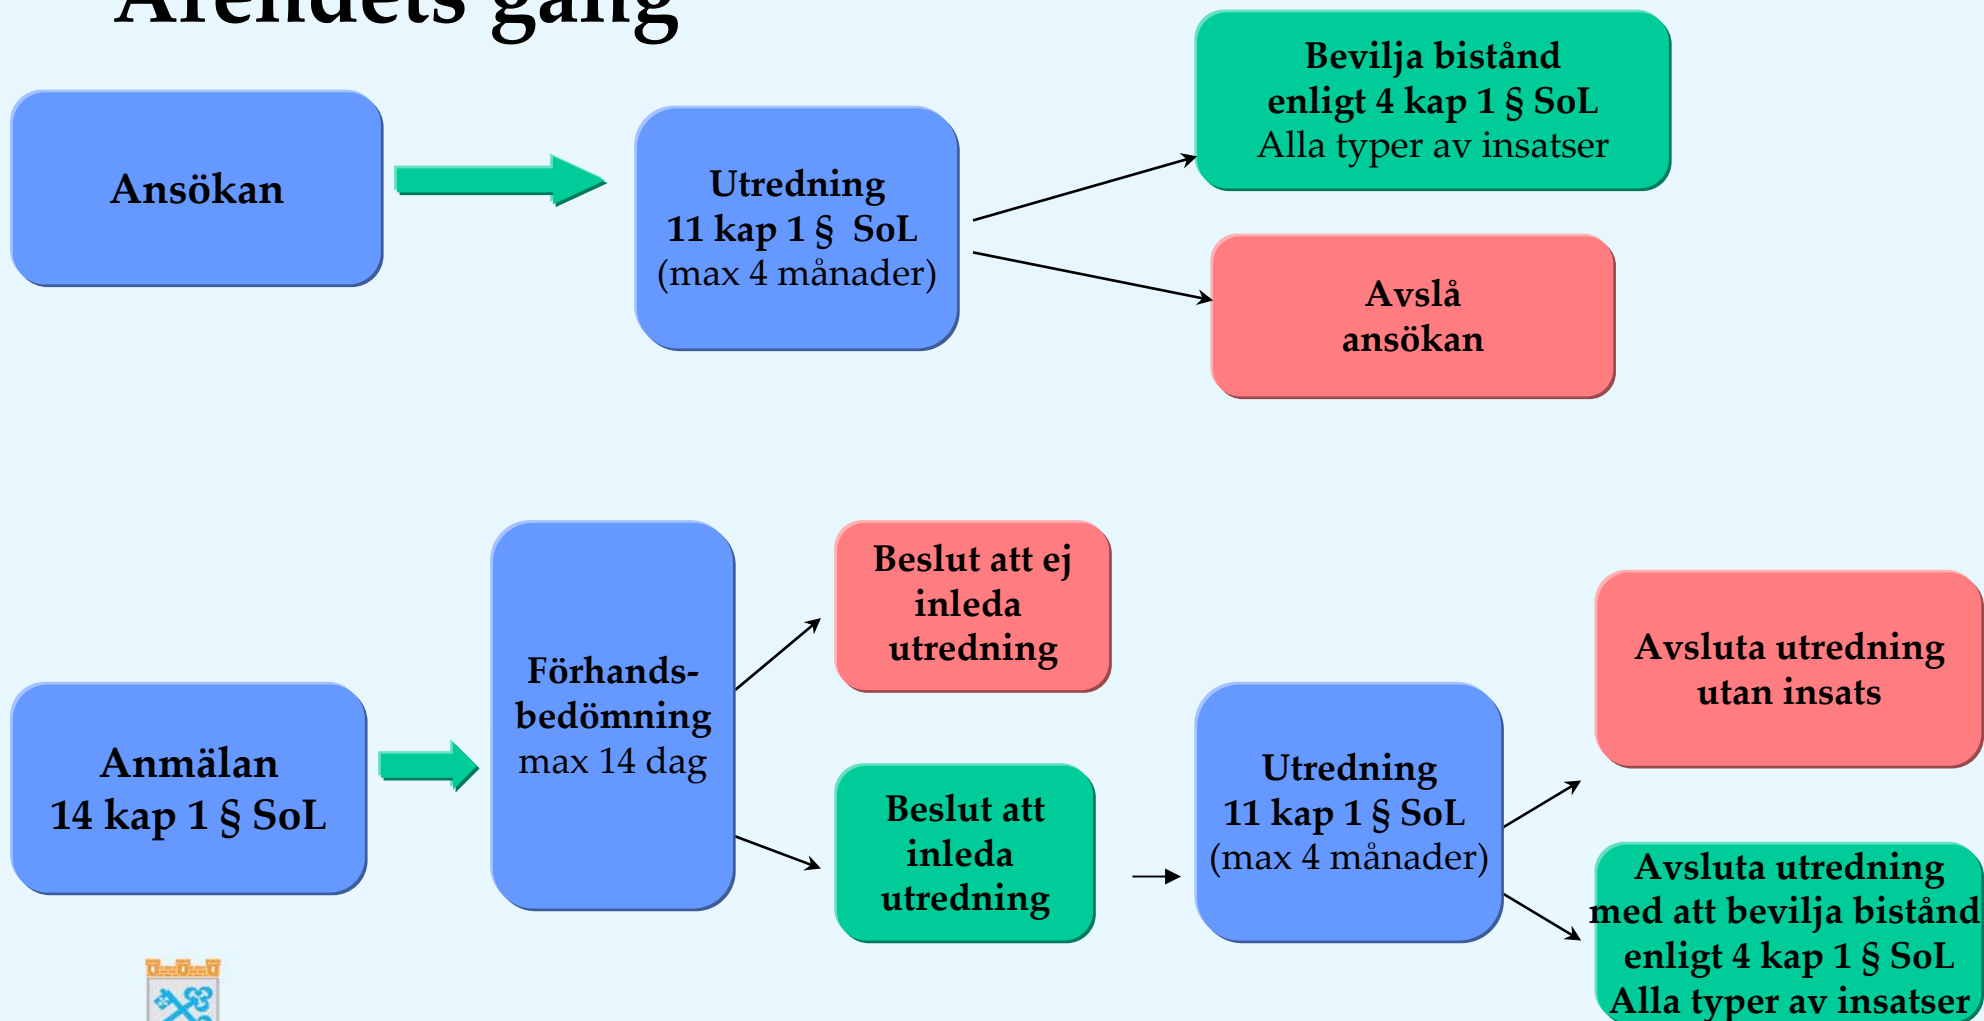 Ärendets gång
Ansökan
Utredning
11 kap 1 § SoL
(max 4 månader)
Bevilja bistånd
enligt 4 kap 1 § SoL
Alla typer av insatser
Avslå
ansökan
Anmälan
14 kap 1 § SoL
Förhands-
bedömning
max 14 dag
Beslut att ej
inleda
utredning
Beslut att
inleda
utredning
Utredning
11 kap 1 § SoL
(max 4 månader)
Avsluta utredning
utan insats
Avsluta utredning
med att bevilja bistånd
enligt 4 kap 1 § SoL
Alla typer av insatser